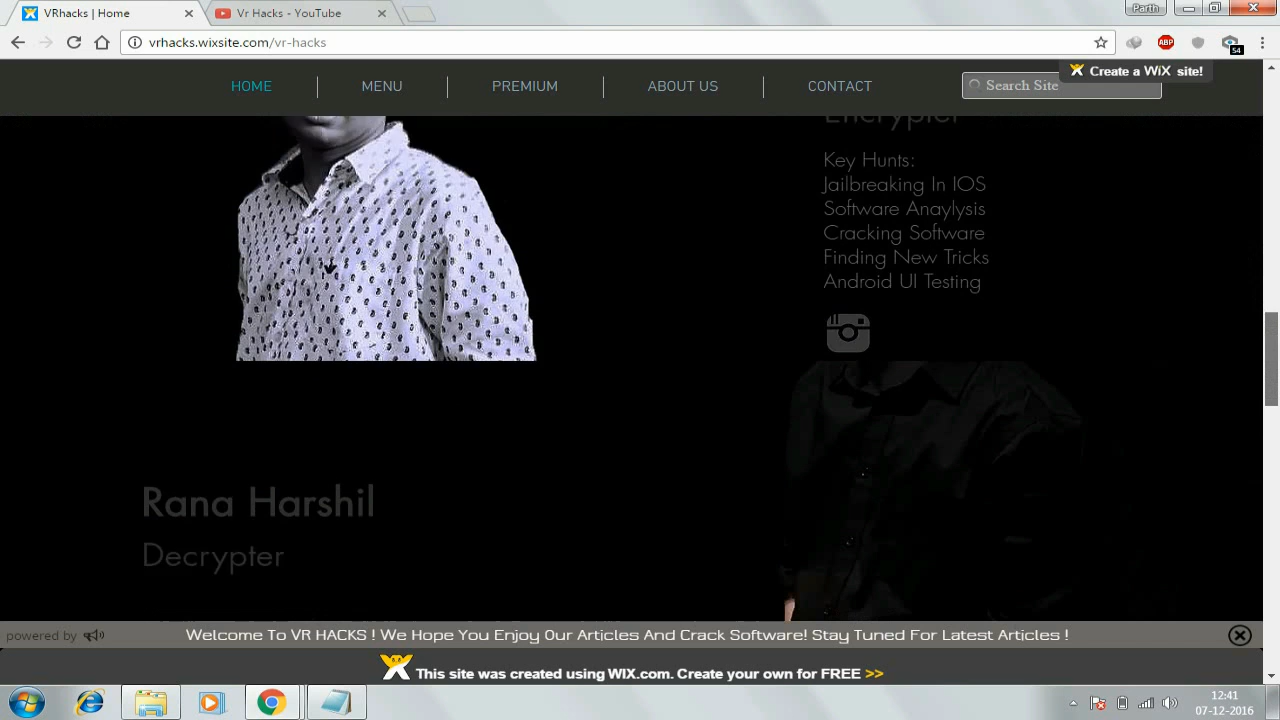 VRhacks | Home
Vr Hacks - YouTube
Parth
vrhacks.wixsite.com/vr-hacks
ABP
54
Create a WiX site!
HOME
MENU
PREMIUM
ABOUT US
CONTACT
Search Site
Encrypter
Key Hunts:
Jailbreaking In IOS
Software Anaylysis
Cracking Software
Finding New Tricks
Android UI Testing
Rana Harshil
Decrypter
powered by
Welcome To VR HACKS ! We Hope You Enjoy Our Articles And Crack Software! Stay Tuned For Latest Articles !
This site was created using WIX.com. Create your own for FREE >>
12:41
07-12-2016